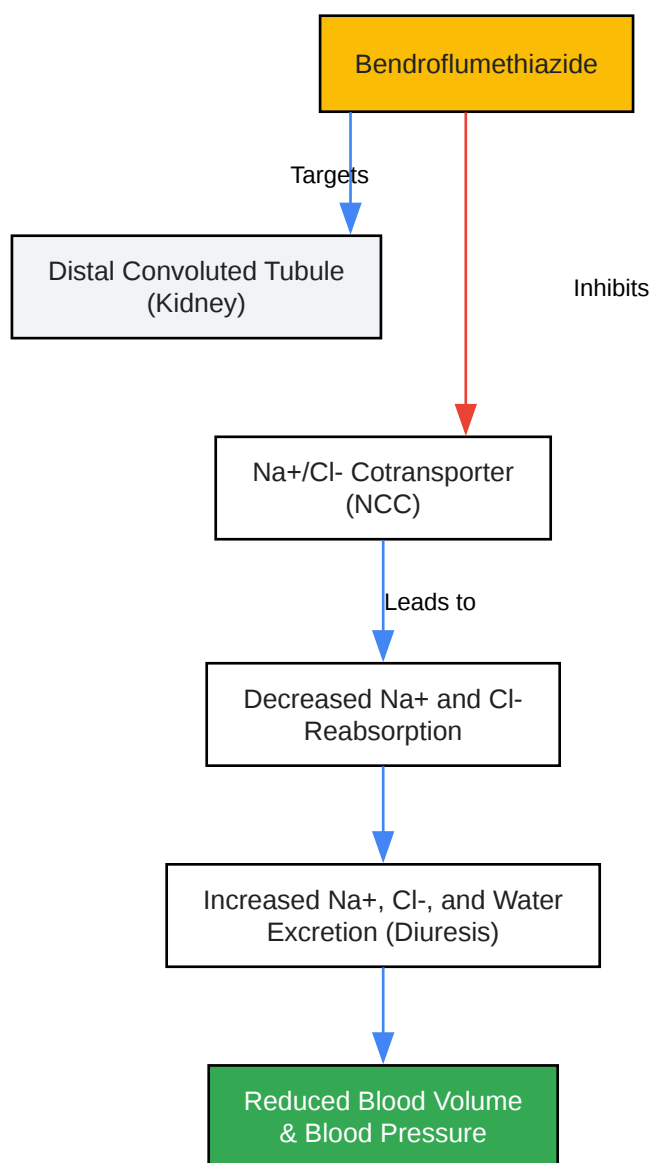 Bendroflumethiazide
Targets
Distal Convoluted Tubule
(Kidney)
Inhibits
Na+/Cl- Cotransporter
(NCC)
Leads to
Decreased Na+ and Cl-
Reabsorption
Increased Na+, Cl-, and Water
Excretion (Diuresis)
Reduced Blood Volume
& Blood Pressure